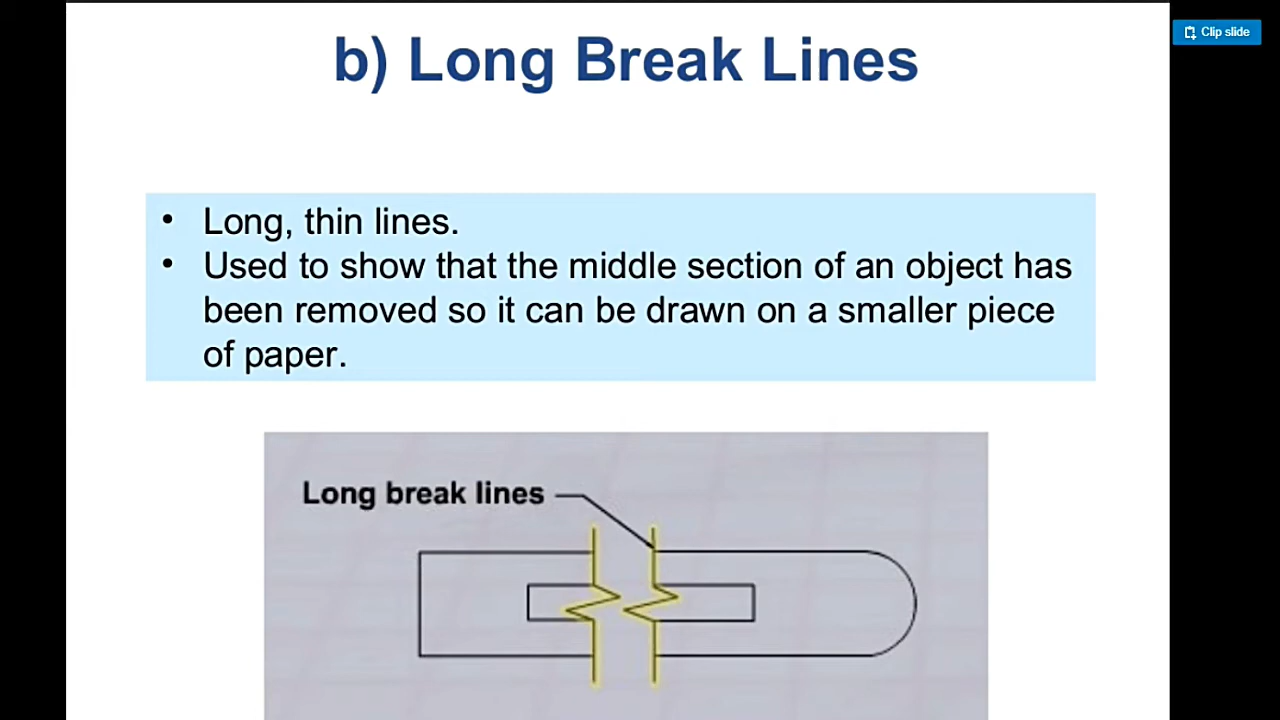 b) Long Break Lines
Clip slide
• Long, thin lines.
• Used to show that the middle section of an object has
been removed so it can be drawn on a smaller piece
of paper.
Long break lines